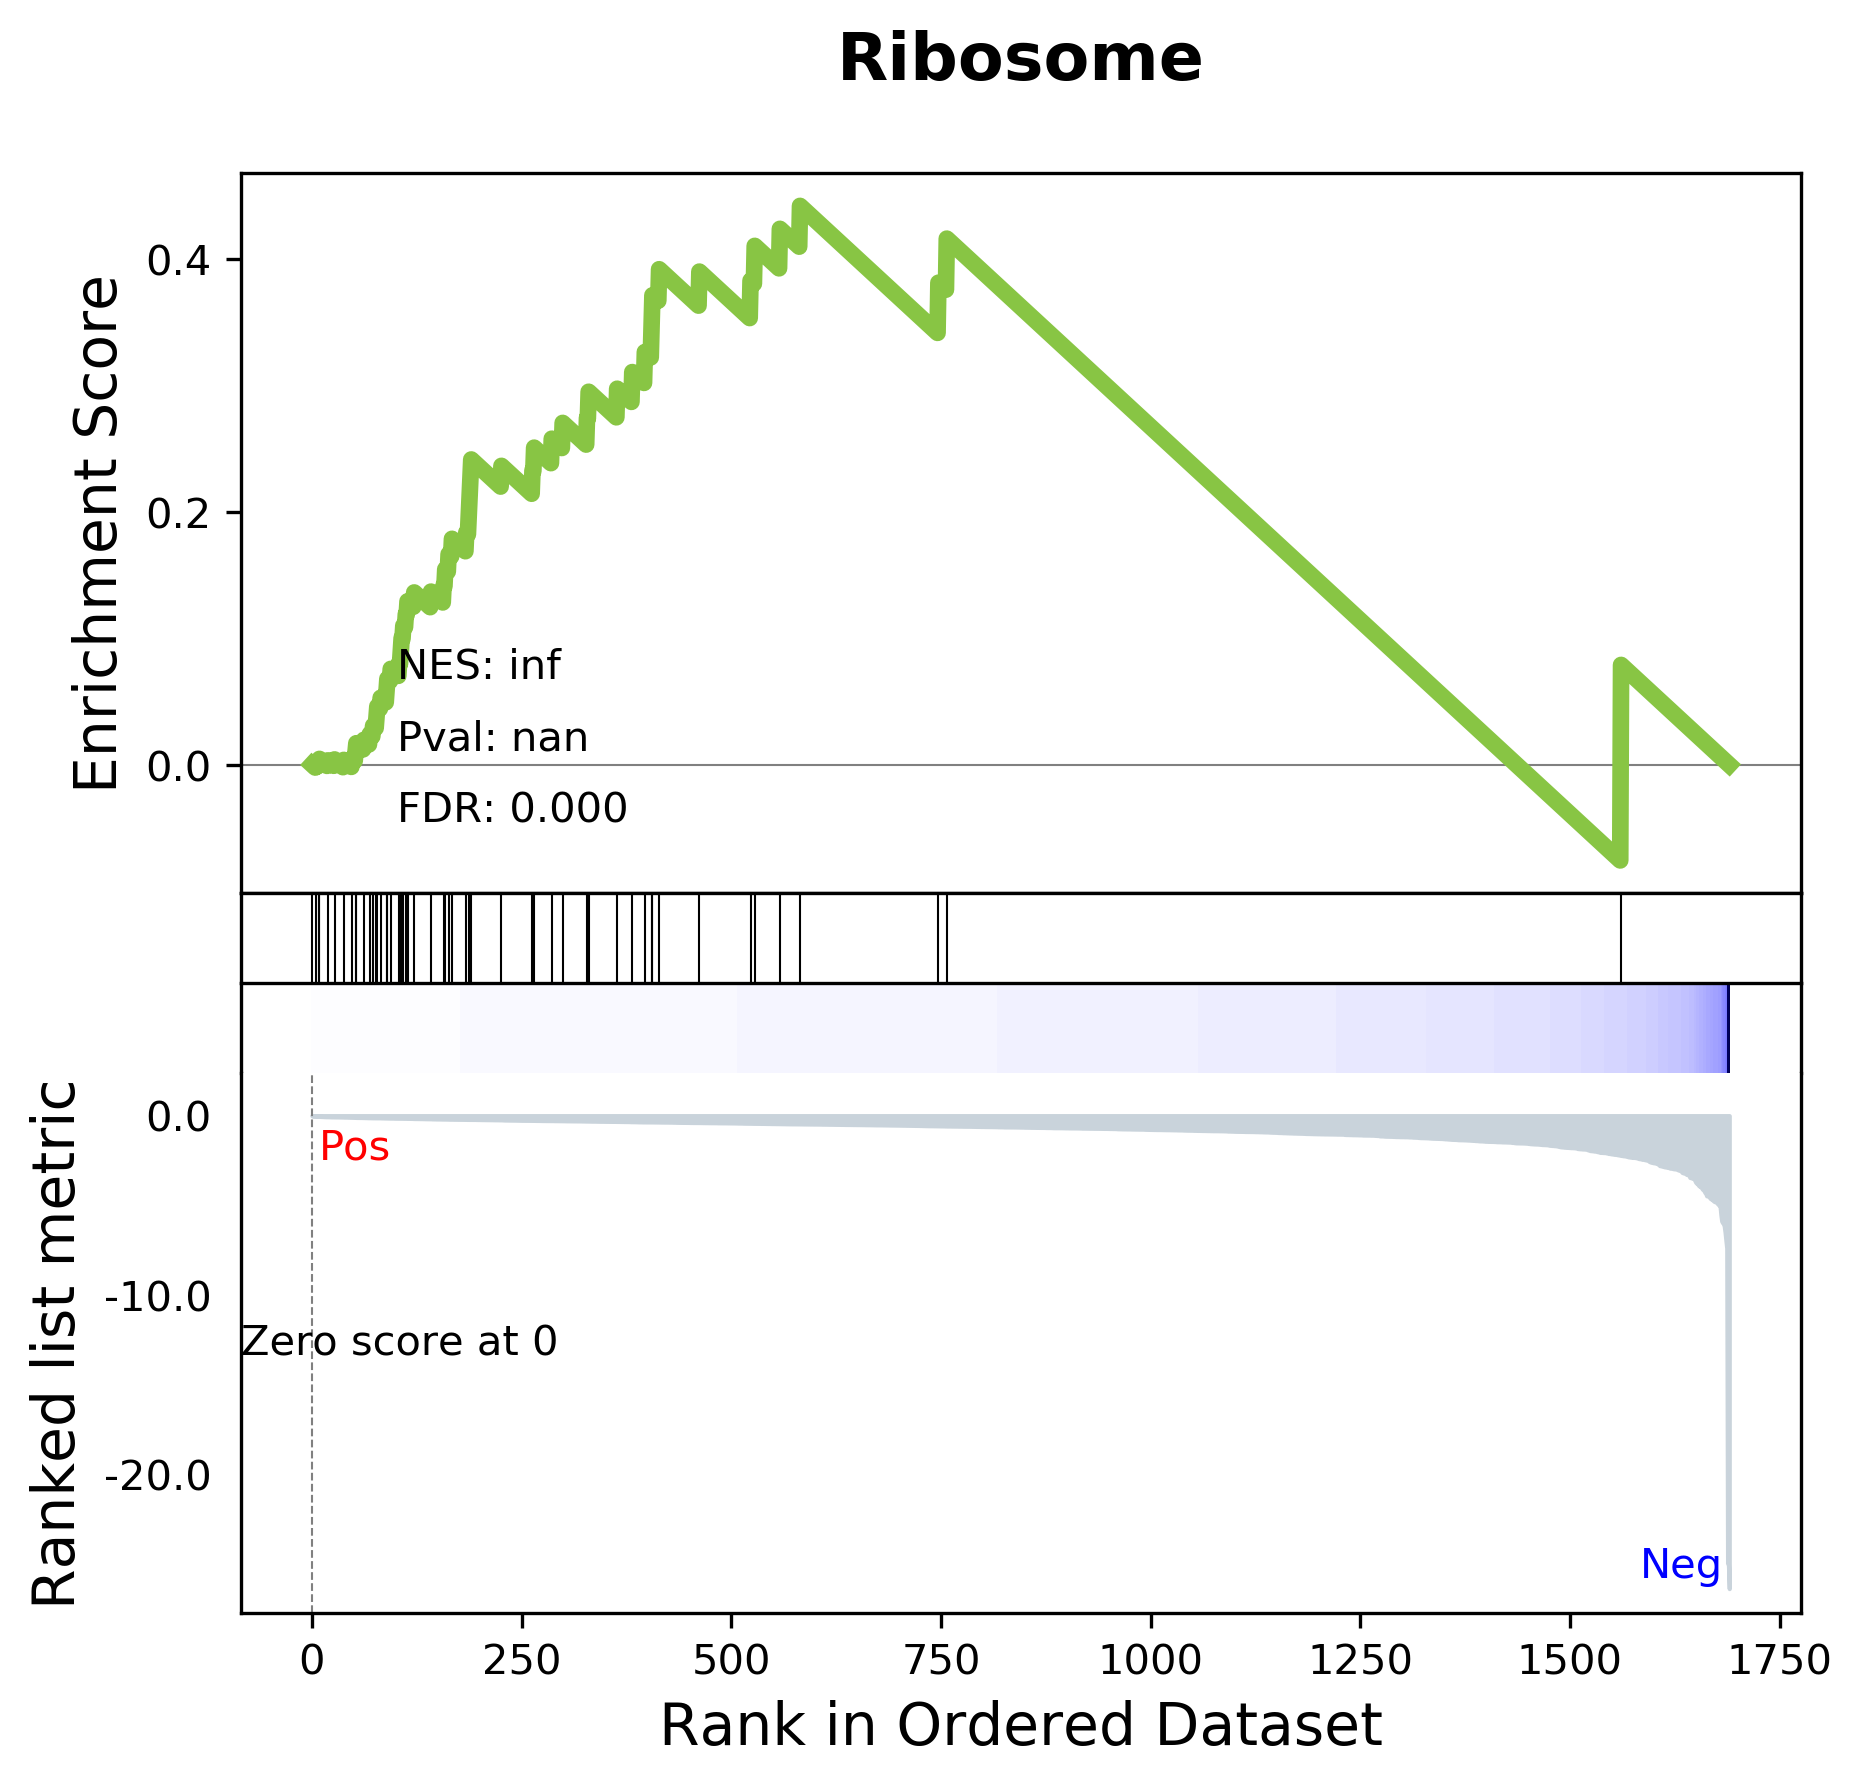 Ribosome
Enrichment Score
0.4
0.2
0.0
NES: inf
Pval: nan
FDR: 0.000
Ranked list metric
0.0
-10.0
-20.0
Pos
Zero score at 0
Neg
0 250 500 750 1000 1250 1500 1750
Rank in Ordered Dataset